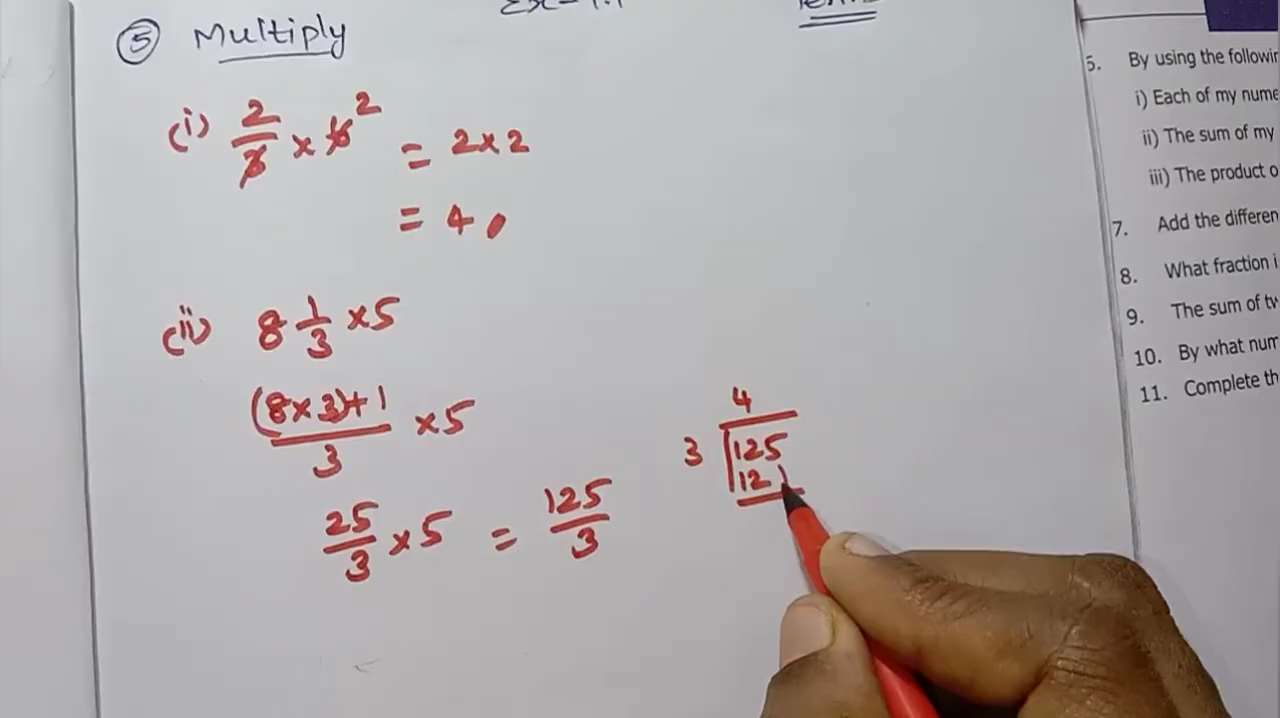 ⑤ Multiply
(i) 2/3 × 6 2 = 2×2
= 4
(ii) 8 1/3 ×5
(8×3)+1/3 ×5
25/3 × 5 = 125/3
4
3 125
12
5. By using the followin
i) Each of my nume
ii) The sum of my
iii) The product o
7. Add the differen
8. What fraction i
9. The sum of tw
10. By what num
11. Complete th